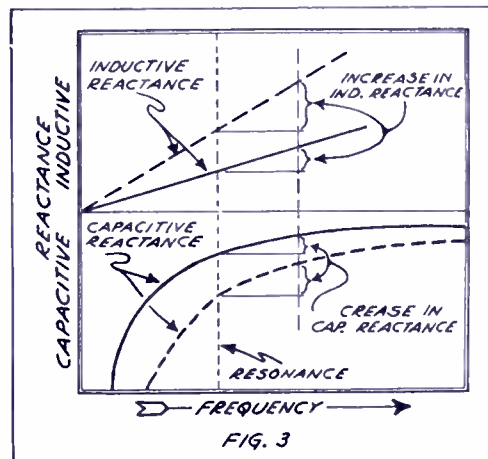 INDUCTIVE
REACTANCE
INCREASE IN
IND. REACTANCE
REACTANCE
CAPACITIVE INDUCTIVE
CAPACITIVE
REACTANCE
CREASE IN
CAP. REACTANCE
RESONANCE
FREQUENCY
FIG. 3